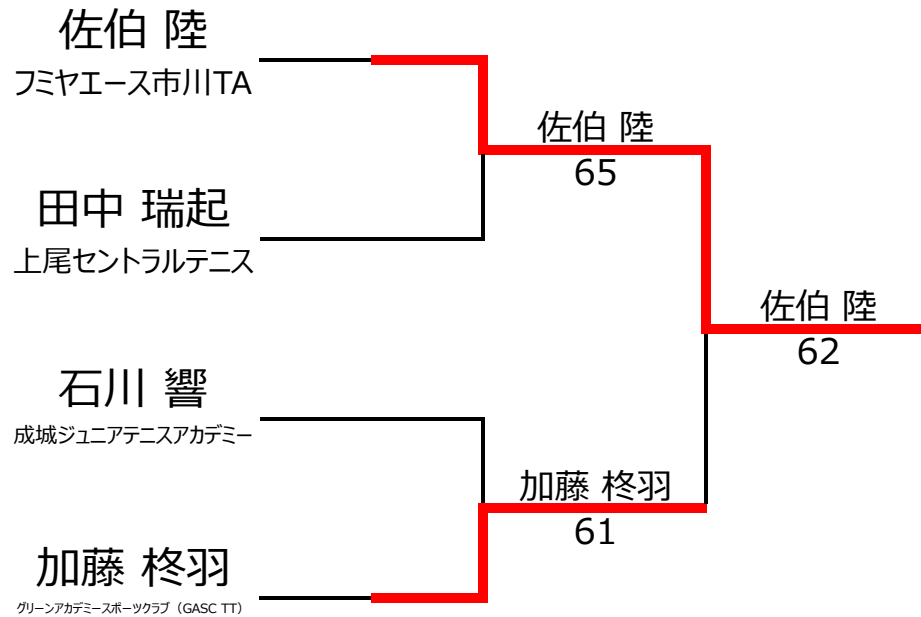 佐伯 陸
フミヤエース市川TA
佐伯 陸
65
田中 瑞起
上尾セントラルテニス
佐伯 陸
62
石川 響
成城ジュニアテニスアカデミー
加藤 柊羽
61
加藤 柊羽
グリーンアカデミースポーツクラブ（GASC TT）